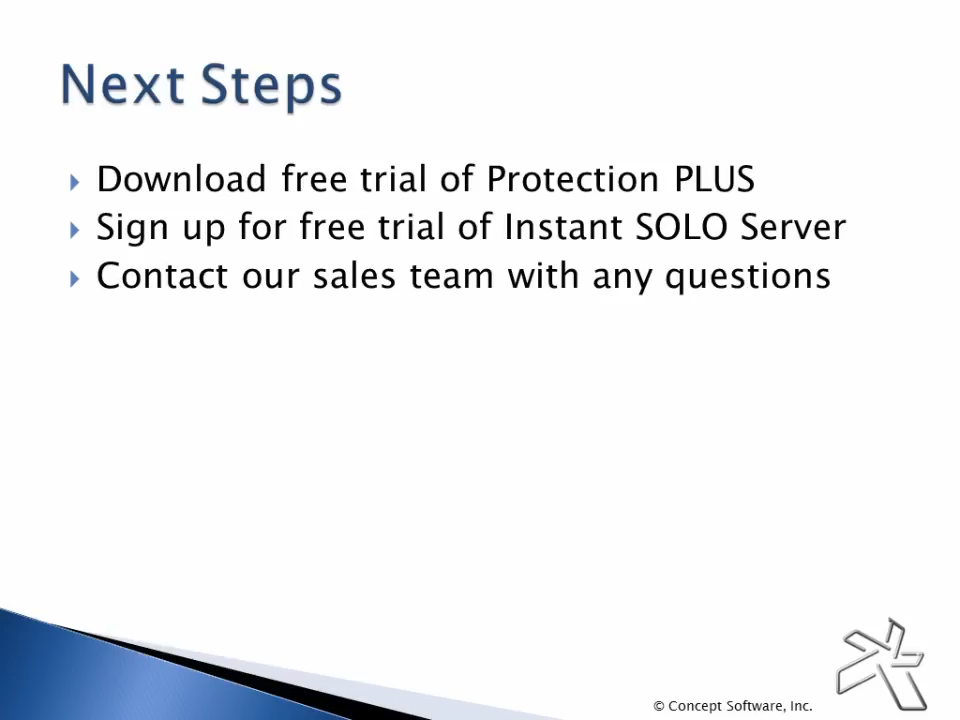 Next Steps
Download free trial of Protection PLUS
Sign up for free trial of Instant SOLO Server
Contact our sales team with any questions
© Concept Software, Inc.